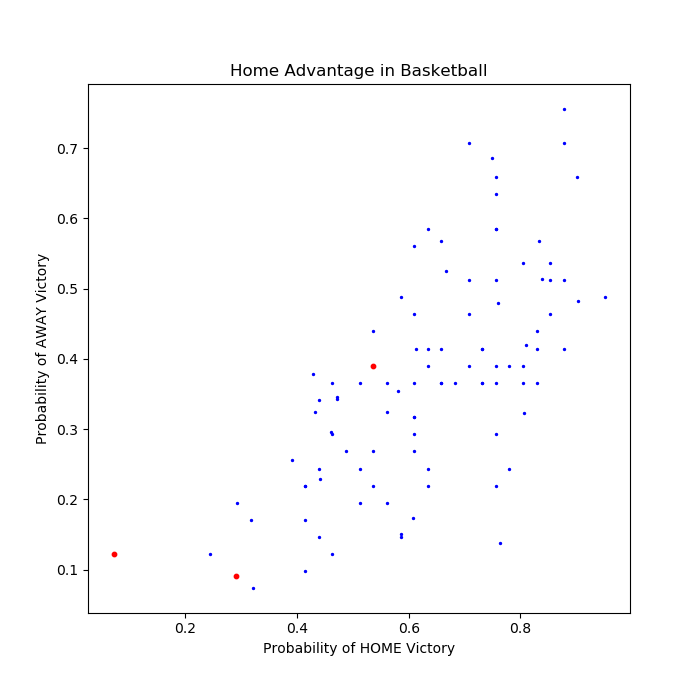 Home Advantage in Basketball
Probability of AWAY Victory
0.7
0.6
0.5
0.4
0.3
0.2
0.1
0.2 0.4 0.6 0.8
Probability of HOME Victory